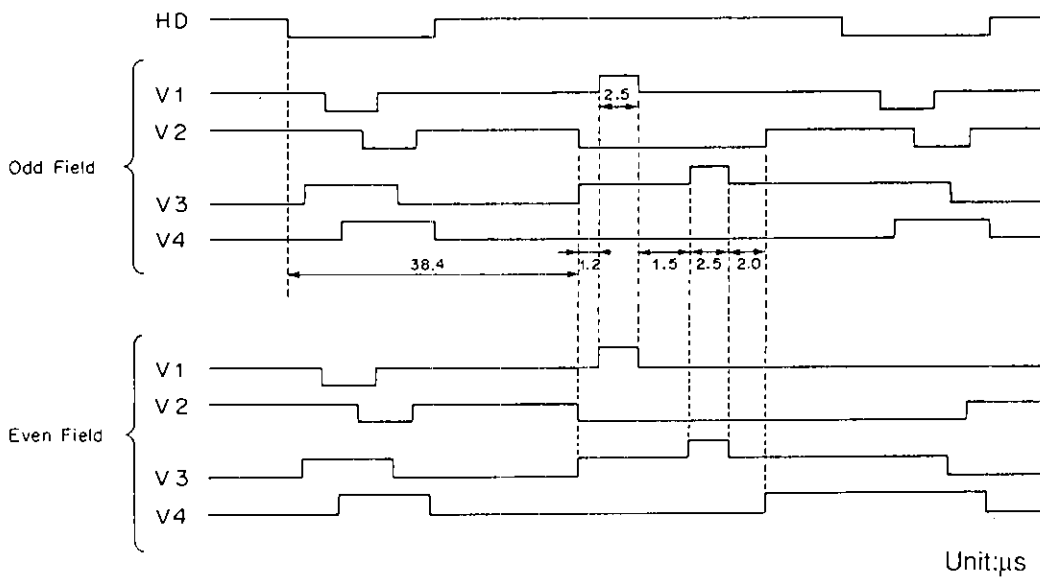 HD
Odd Field
V1
2.5
V2
V3
V4
38.4
1.2
1.5
2.5
2.0
Even Field
V1
V2
V3
V4
Unit:μs